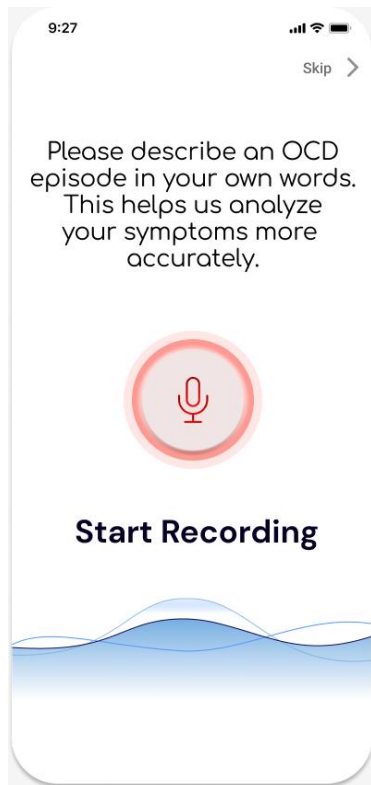 9:27
Skip
Please describe an OCD
episode in your own words.
This helps us analyze
your symptoms more
accurately.
Start Recording